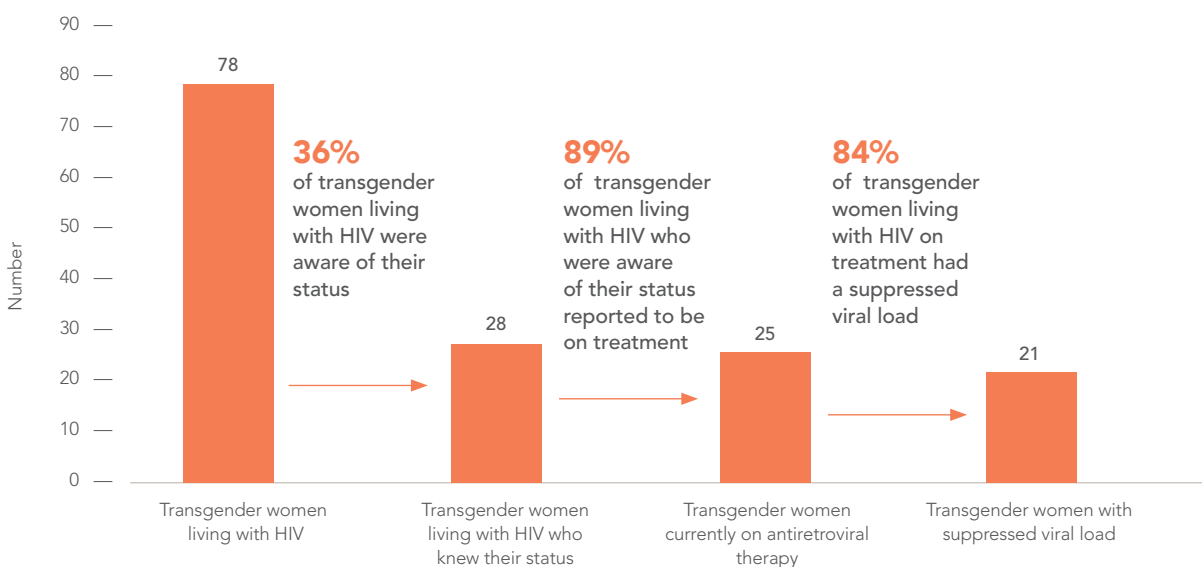 Number
90
80
70
60
50
40
30
20
10
0
78
36%
of transgender
women living
with HIV were
aware of their
status
28
89%
of transgender
women living
with HIV who
were aware
of their status
reported to be
on treatment
25
84%
of transgender
women living
with HIV on
treatment had
a suppressed
viral load
21
Transgender women
living with HIV
Transgender women
living with HIV who
knew their status
Transgender women
currently on antiretroviral
therapy
Transgender women with
suppressed viral load